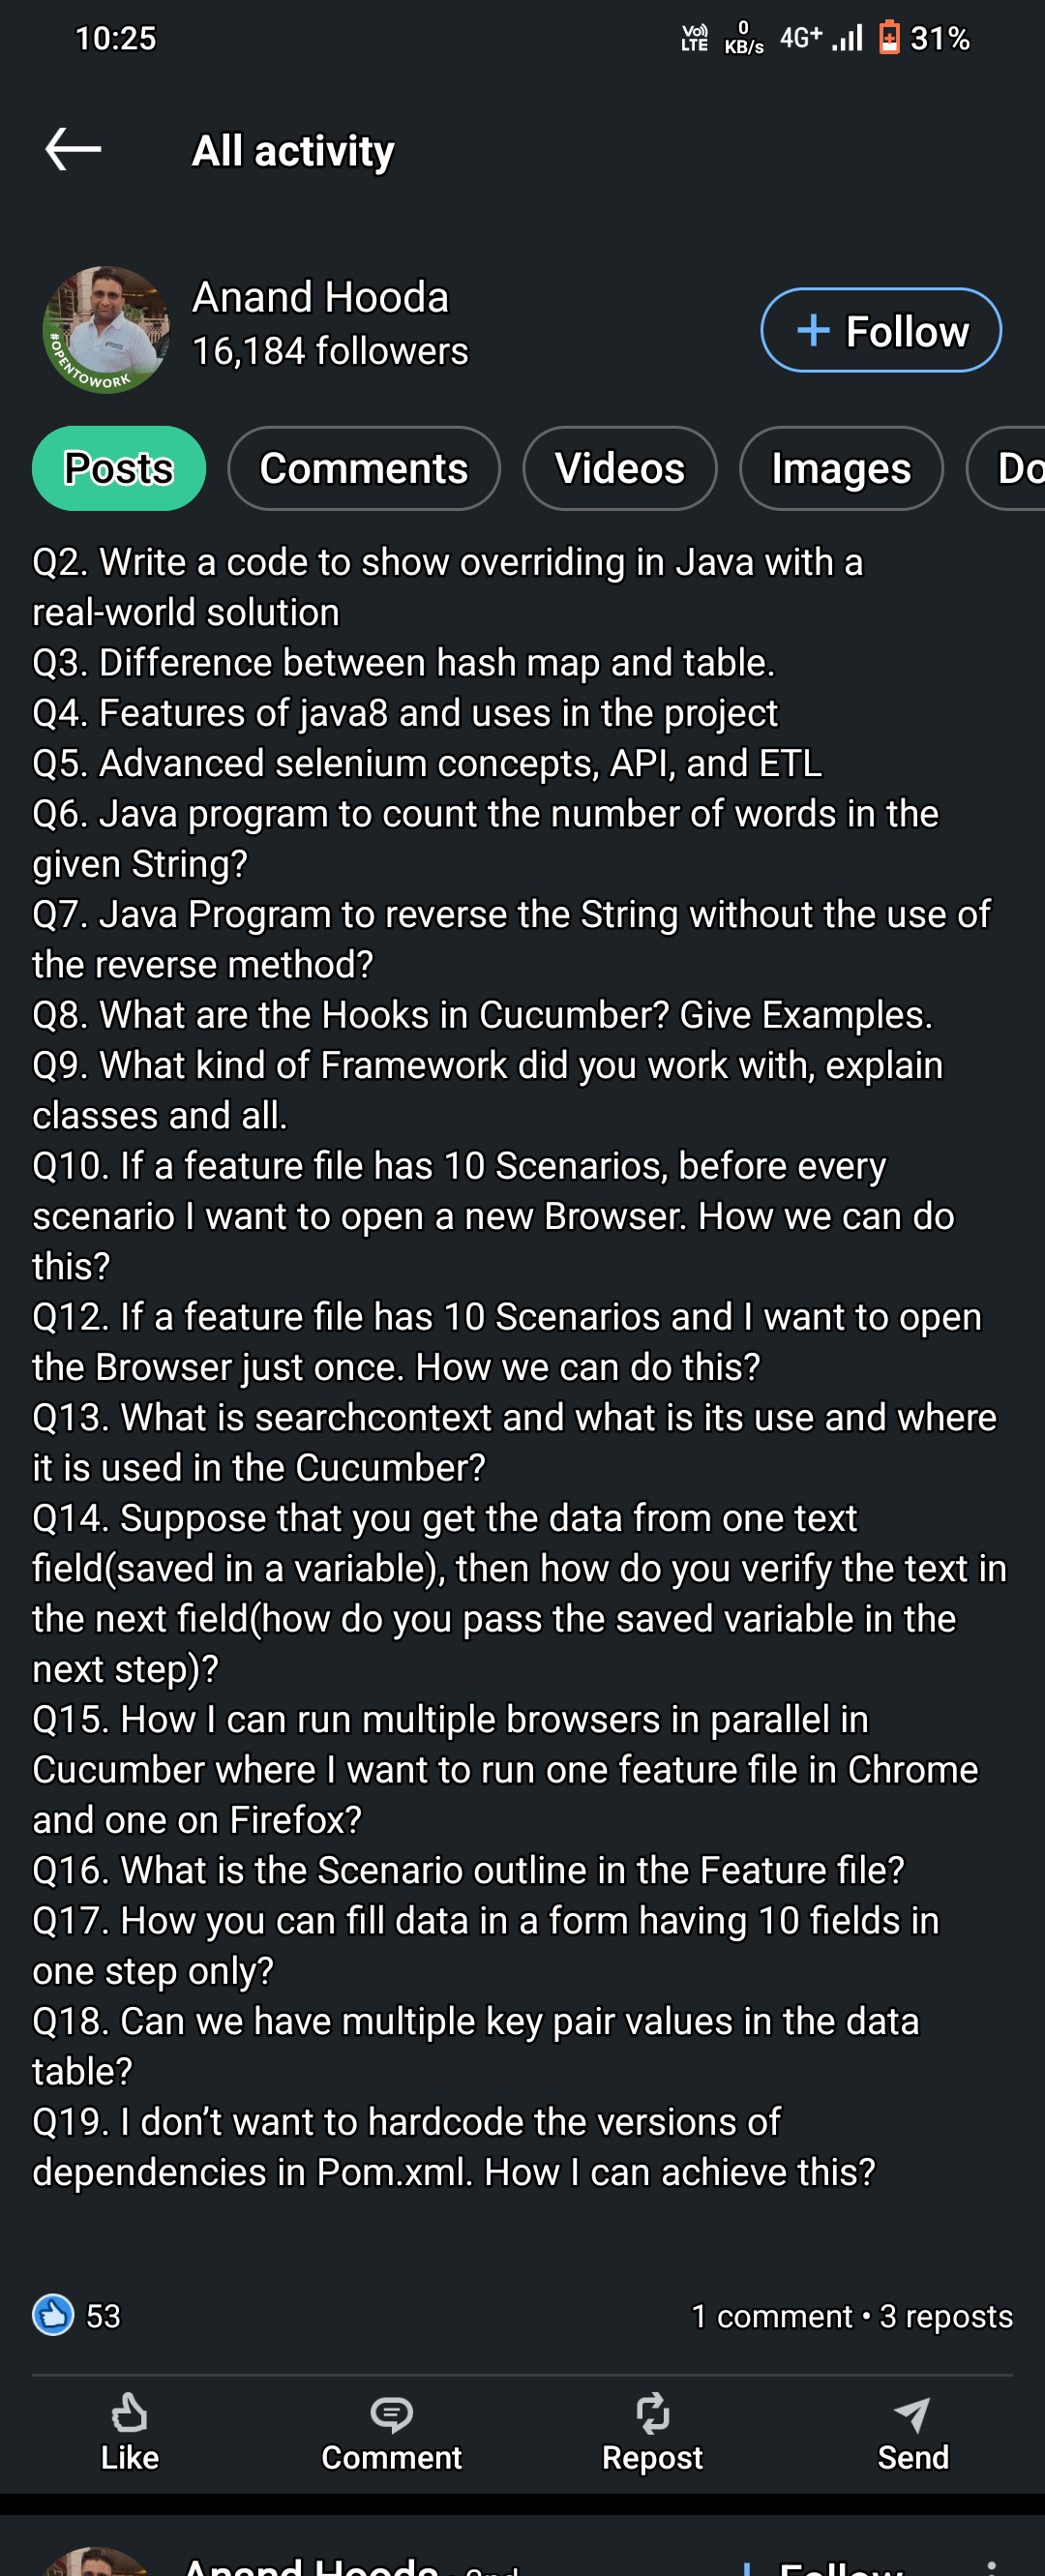 10:25
Vo)) LTE 0 KB/s 4G+ 31%
All activity
Anand Hooda
16,184 followers
+ Follow
#OPENTOWORK
Posts Comments Videos Images Do
Q2. Write a code to show overriding in Java with a
real-world solution
Q3. Difference between hash map and table.
Q4. Features of java8 and uses in the project
Q5. Advanced selenium concepts, API, and ETL
Q6. Java program to count the number of words in the
given String?
Q7. Java Program to reverse the String without the use of
the reverse method?
Q8. What are the Hooks in Cucumber? Give Examples.
Q9. What kind of Framework did you work with, explain
classes and all.
Q10. If a feature file has 10 Scenarios, before every
scenario I want to open a new Browser. How we can do
this?
Q12. If a feature file has 10 Scenarios and I want to open
the Browser just once. How we can do this?
Q13. What is searchcontext and what is its use and where
it is used in the Cucumber?
Q14. Suppose that you get the data from one text
field(saved in a variable), then how do you verify the text in
the next field(how do you pass the saved variable in the
next step)?
Q15. How I can run multiple browsers in parallel in
Cucumber where I want to run one feature file in Chrome
and one on Firefox?
Q16. What is the Scenario outline in the Feature file?
Q17. How you can fill data in a form having 10 fields in
one step only?
Q18. Can we have multiple key pair values in the data
table?
Q19. I don’t want to hardcode the versions of
dependencies in Pom.xml. How I can achieve this?
53 1 comment • 3 reposts
Like Comment Repost Send
Anand Hooda • 2nd + Follow